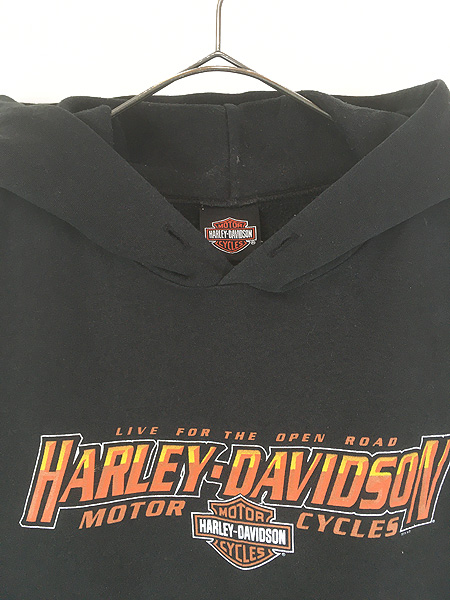 MOTOR
HARLEY-DAVIDSON
CYCLES
®
LIVE FOR THE OPEN ROAD
HARLEY-DAVIDSON
MOTOR CYCLES
MOTOR
HARLEY-DAVIDSON
CYCLES